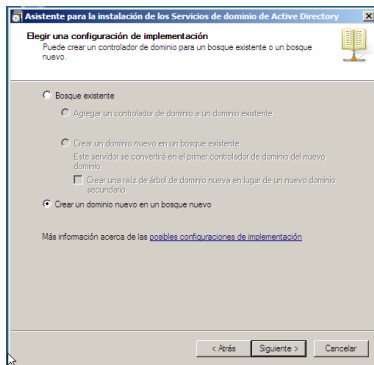 Asistente para la instalación de los Servicios de dominio de Active Directory
Elegir una configuración de implementación
Puede crear un controlador de dominio para un bosque existente o un bosque
nuevo.
Bosque existente
Agregar un controlador de dominio a un dominio existente
Crear un dominio nuevo en un bosque existente
Este servidor se convertirá en el primer controlador de dominio del nuevo
dominio.
Crear una raíz de árbol de dominio nueva en lugar de un nuevo dominio
secundario
Crear un dominio nuevo en un bosque nuevo
Más información acerca de las posibles configuraciones de implementación
< Atrás
Siguiente >
Cancelar